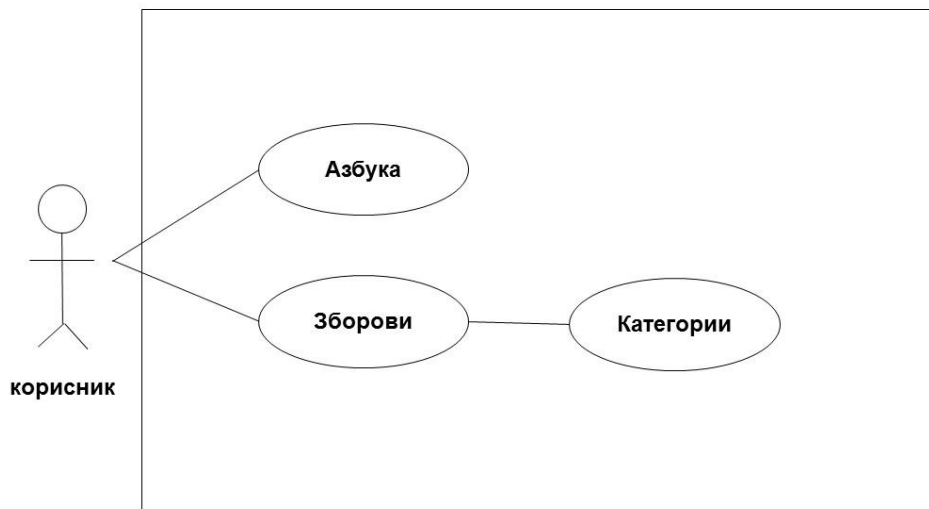 Азбука
Зборови
Категории
корисник